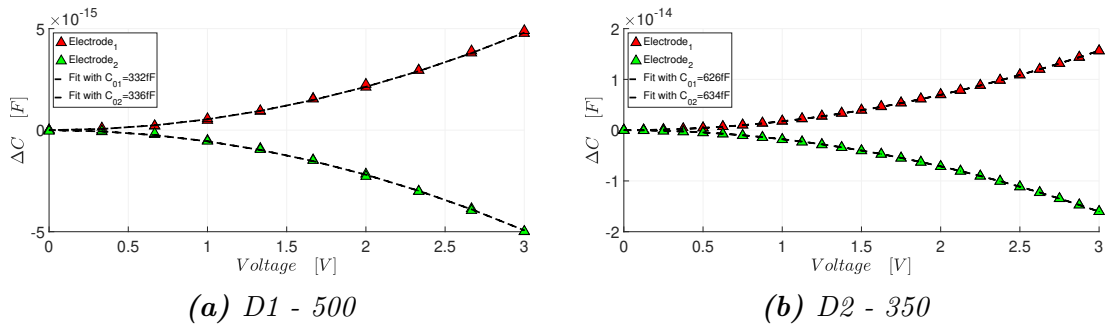 ×10⁻¹⁵
5
0
-5
ΔC [F]
Electrode₁
Electrode₂
Fit with C₀₁=332fF
Fit with C₀₂=336fF
0 0.5 1 1.5 2 2.5 3
Voltage [V]
(a) D1 - 500
×10⁻¹⁴
2
1
0
-1
-2
ΔC [F]
Electrode₁
Electrode₂
Fit with C₀₁=626fF
Fit with C₀₂=634fF
0 0.5 1 1.5 2 2.5 3
Voltage [V]
(b) D2 - 350